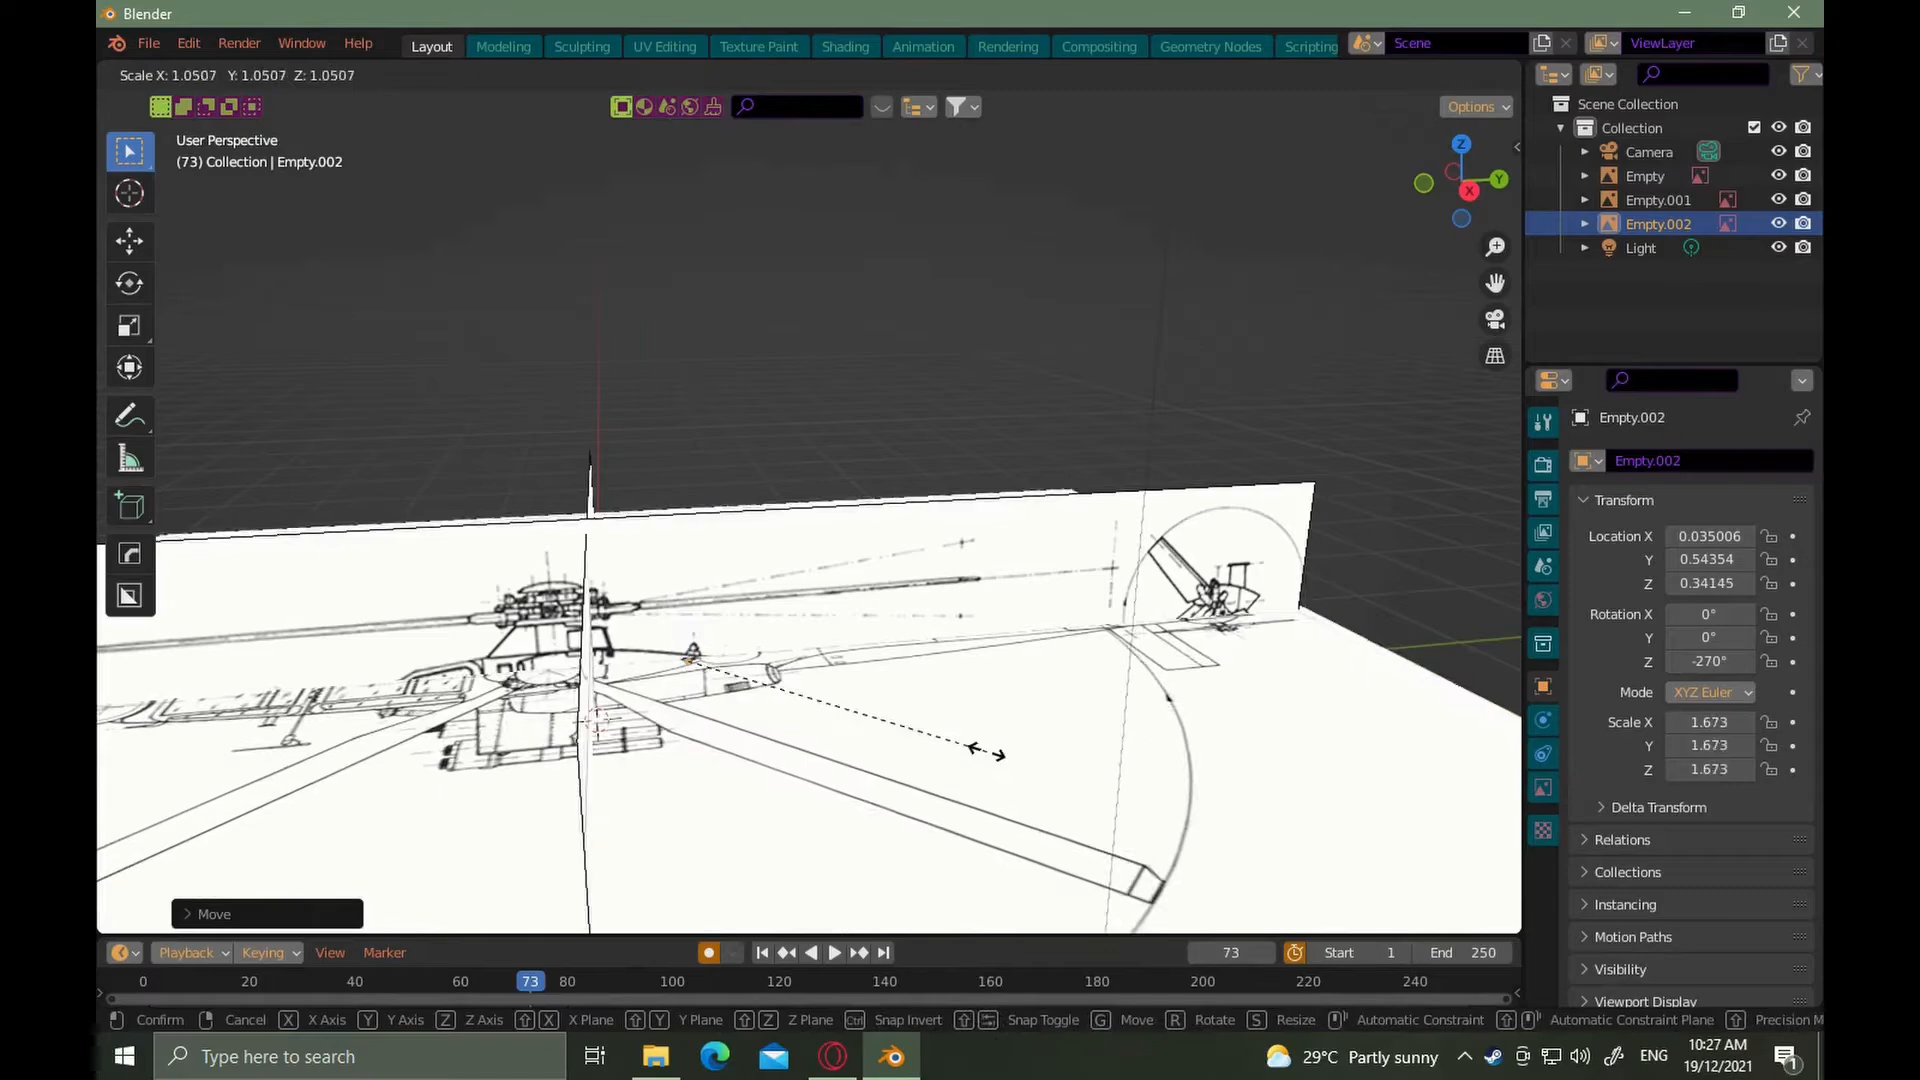 Blender
File Edit Render Window Help Layout Modeling Sculpting UV Editing Texture Paint Shading Animation Rendering Compositing Geometry Nodes Scripting Scene ViewLayer
Scale X: 1.0507 Y: 1.0507 Z: 1.0507
Options
User Perspective
(73) Collection | Empty.002
Z
Y
X
Scene Collection
Collection
Camera
Empty
Empty.001
Empty.002
Light
Empty.002
Empty.002
Transform
Location X 0.035006
Y 0.54354
Z 0.34145
Rotation X 0°
Y 0°
Z -270°
Mode XYZ Euler
Scale X 1.673
Y 1.673
Z 1.673
Delta Transform
Relations
Collections
Instancing
Motion Paths
Visibility
Viewport Display
Move
Playback Keying View Marker 73 Start 1 End 250
0 20 40 60 73 80 100 120 140 160 180 200 220 240
Confirm Cancel X X Axis Y Y Axis Z Z Axis X X Plane Y Y Plane Z Z Plane Ctrl Snap Invert Snap Toggle G Move R Rotate S Resize Automatic Constraint Automatic Constraint Plane Precision M
Type here to search 29°C Partly sunny ENG 10:27 AM
19/12/2021
1